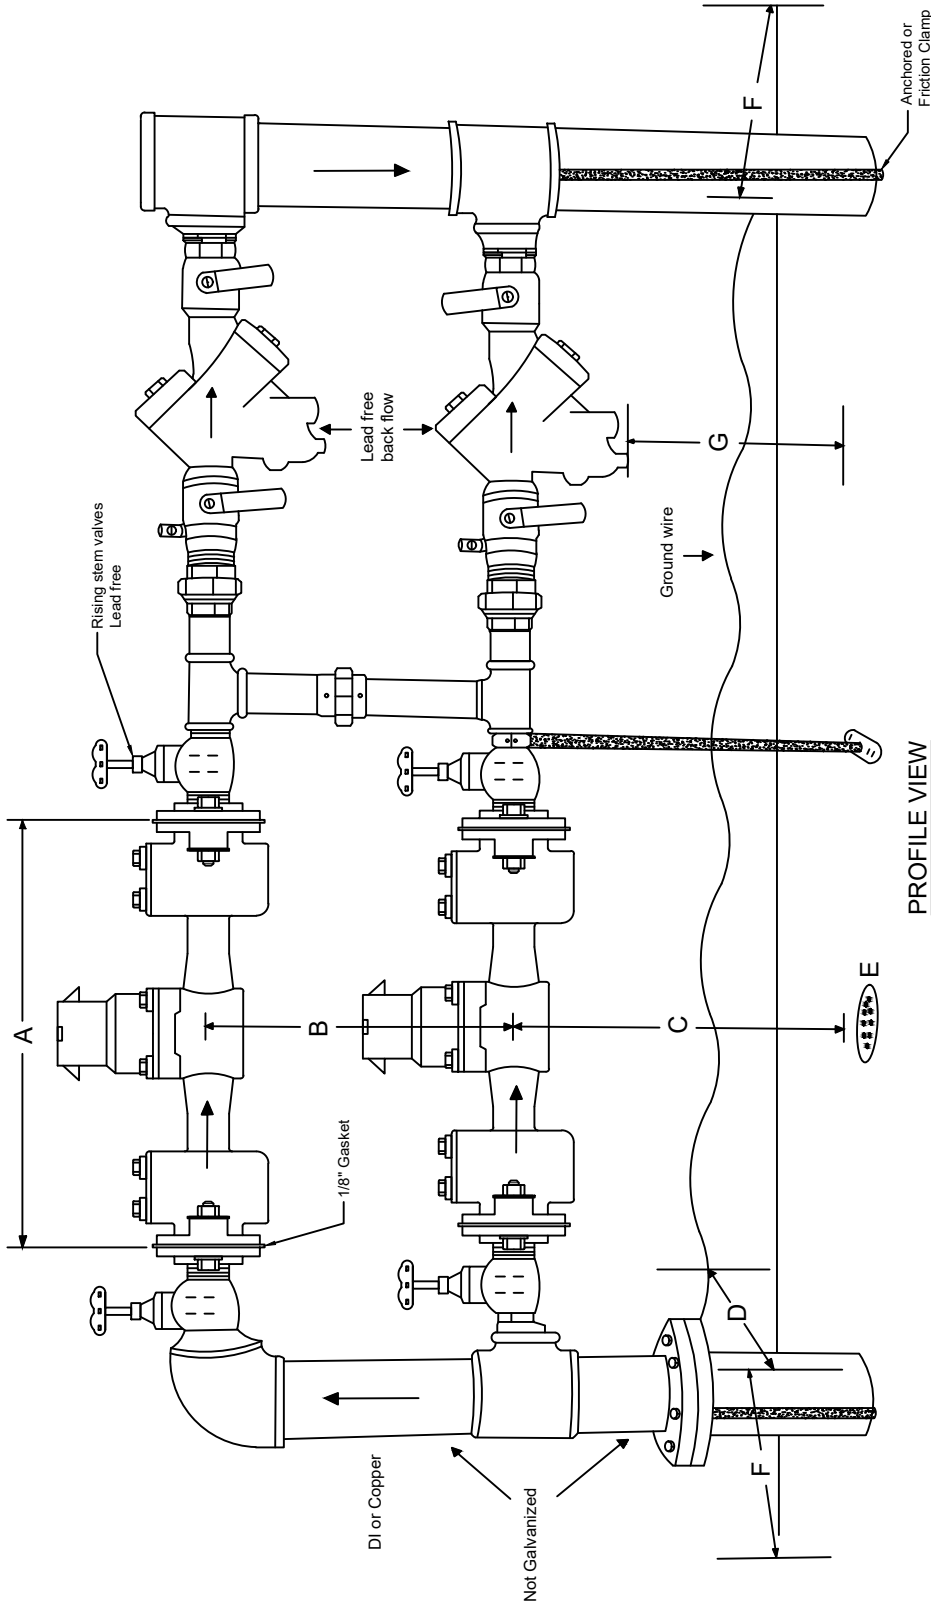 Rising stem valves
Lead free
A
B
C
D
E
F
F
G
1/8" Gasket
Lead free
back flow
Ground wire
DI or Copper
Not Galvanized
Anchored or
Friction Clamp
PROFILE VIEW